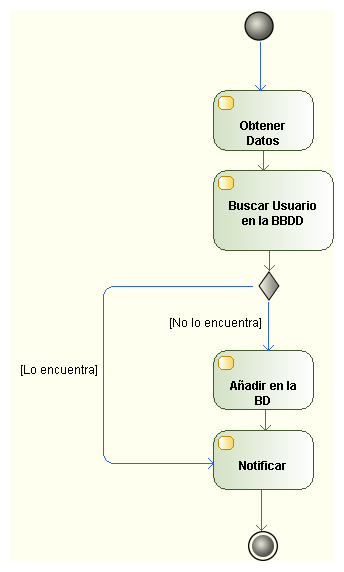 Obtener
Datos
Buscar Usuario
en la BBDD
[No lo encuentra]
[Lo encuentra]
Añadir en la
BD
Notificar